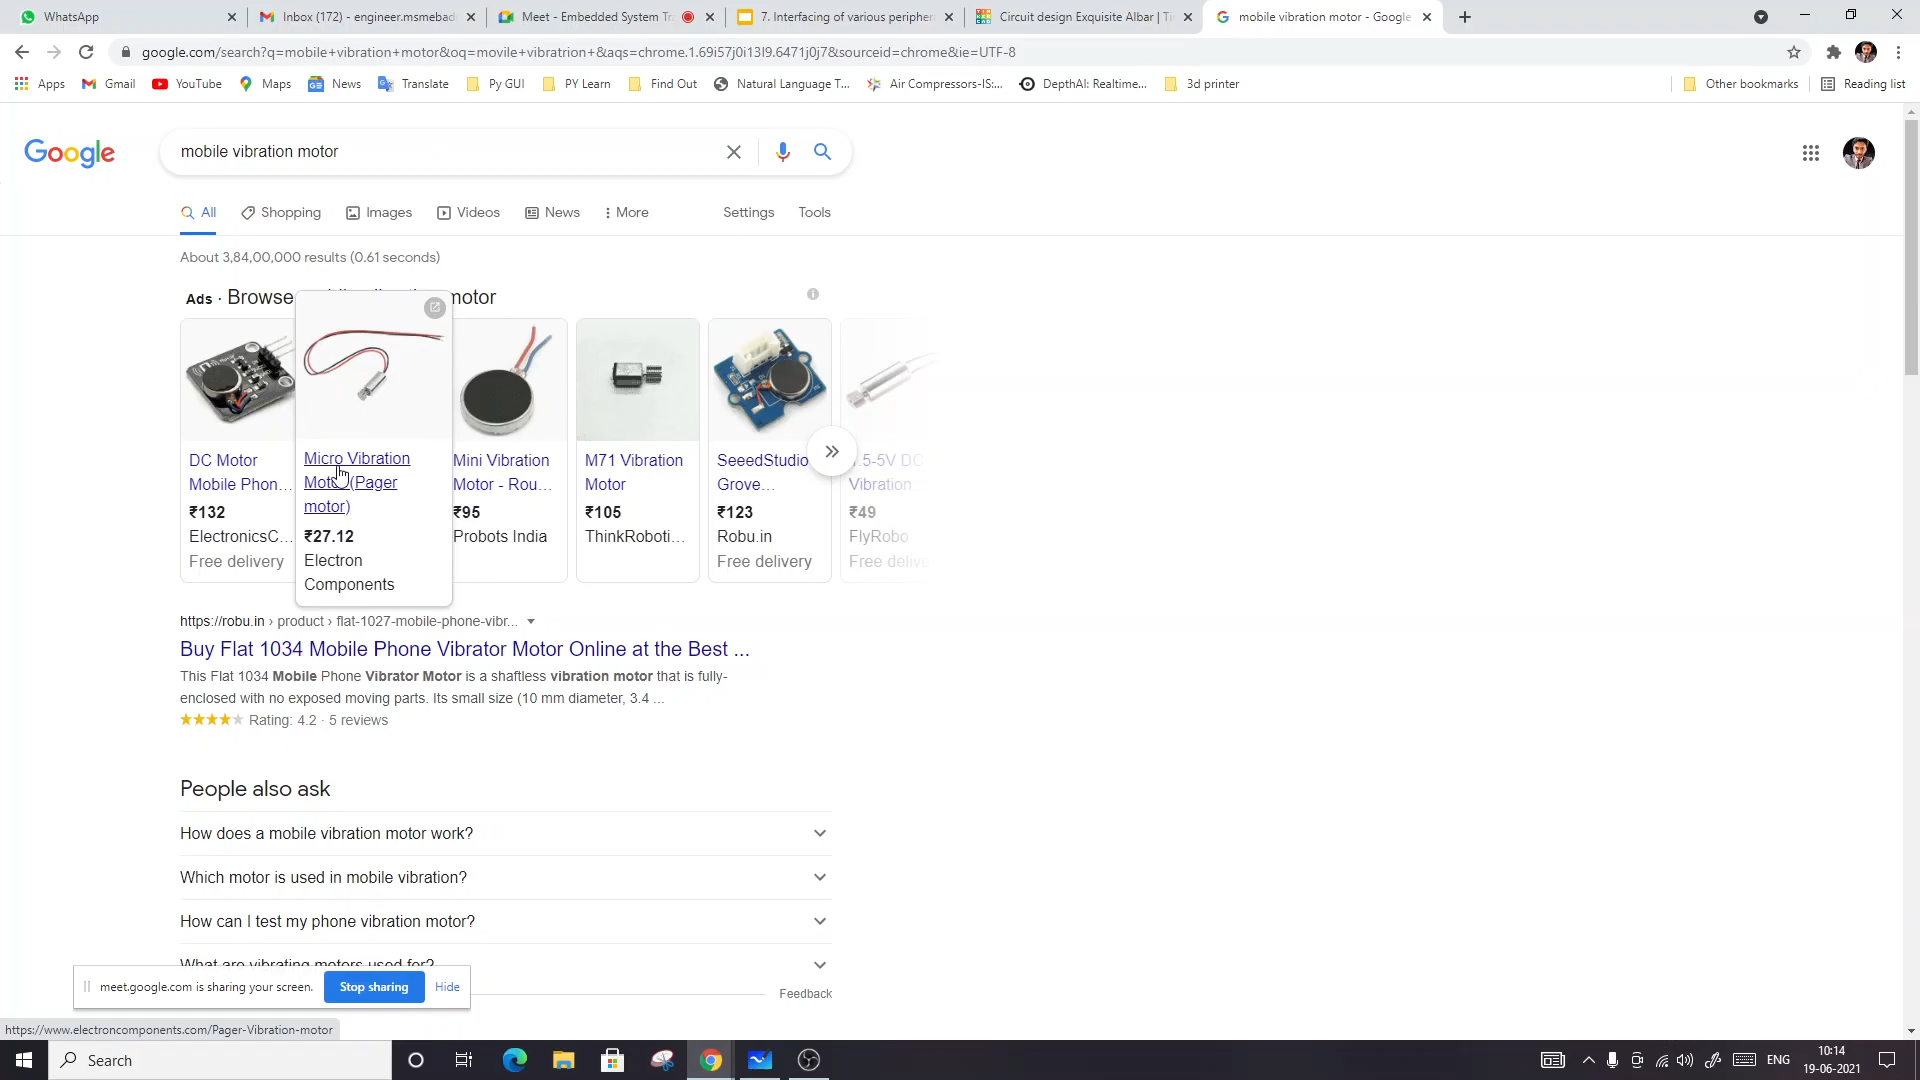 WhatsApp
Inbox (172) - engineer.msmebad
Meet - Embedded System Tr
7. Interfacing of various peripher
Circuit design Exquisite Albar | Ti
mobile vibration motor - Google
google.com/search?q=mobile+vibration+motor&oq=movile+vibratrion+&aqs=chrome.1.69i57j0i13l9.6471j0j7&sourceid=chrome&ie=UTF-8
Apps
Gmail
YouTube
Maps
News
Translate
Py GUI
PY Learn
Find Out
Natural Language T...
Air Compressors-IS:...
DepthAI: Realtime...
3d printer
Other bookmarks
Reading list
Google
mobile vibration motor
All
Shopping
Images
Videos
News
More
Settings
Tools
About 3,84,00,000 results (0.61 seconds)
Ads · Browse
motor
DC Motor
Mobile Phon...
₹132
ElectronicsC...
Free delivery
Micro Vibration
Motor (Pager
motor)
₹27.12
Electron
Components
Mini Vibration
Motor - Rou...
₹95
Probots India
M71 Vibration
Motor
₹105
ThinkRoboti...
SeeedStudio
Grove...
₹123
Robu.in
Free delivery
.5-5V DC
Vibration...
₹49
FlyRobo
Free delive
https://robu.in › product › flat-1027-mobile-phone-vibr...
Buy Flat 1034 Mobile Phone Vibrator Motor Online at the Best ...
This Flat 1034 Mobile Phone Vibrator Motor is a shaftless vibration motor that is fully-
enclosed with no exposed moving parts. Its small size (10 mm diameter, 3.4 ...
Rating: 4.2 · 5 reviews
People also ask
How does a mobile vibration motor work?
Which motor is used in mobile vibration?
How can I test my phone vibration motor?
What are vibrating motors used for?
meet.google.com is sharing your screen.
Stop sharing
Hide
Feedback
https://www.electroncomponents.com/Pager-Vibration-motor
Search
ENG
10:14
19-06-2021